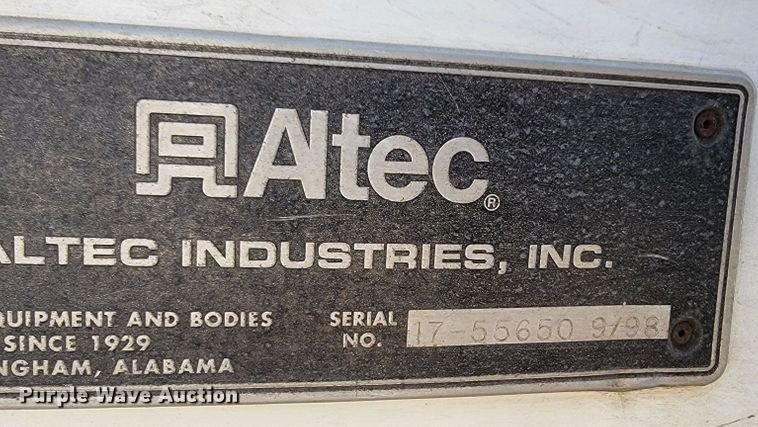 Altec®
ALTEC INDUSTRIES, INC.
EQUIPMENT AND BODIES
SINCE 1929
NGHAM, ALABAMA
SERIAL
NO. 17-55650 9/98
Purple Wave Auction